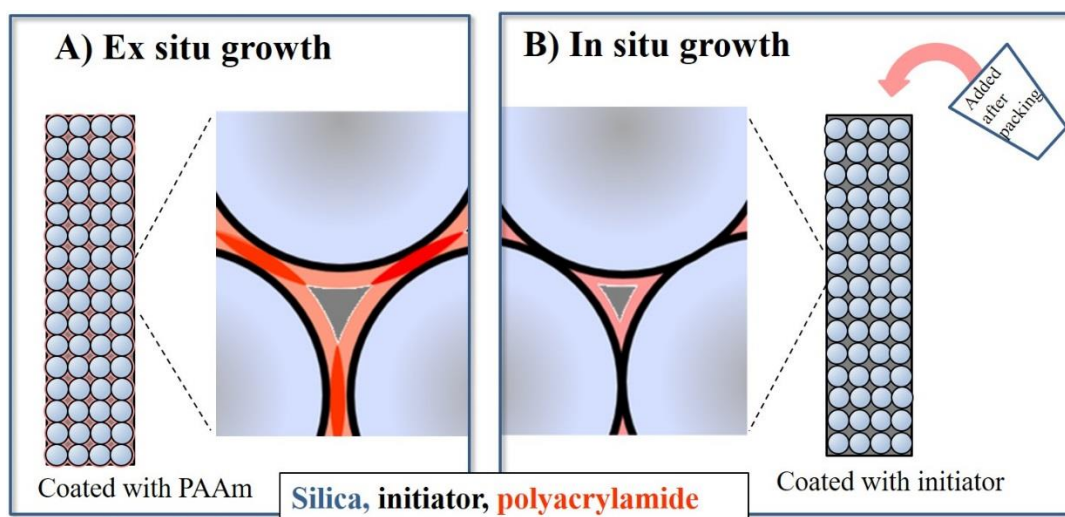 A) Ex situ growth
Coated with PAAm
B) In situ growth
Added
after
packing
Coated with initiator
Silica, initiator, polyacrylamide